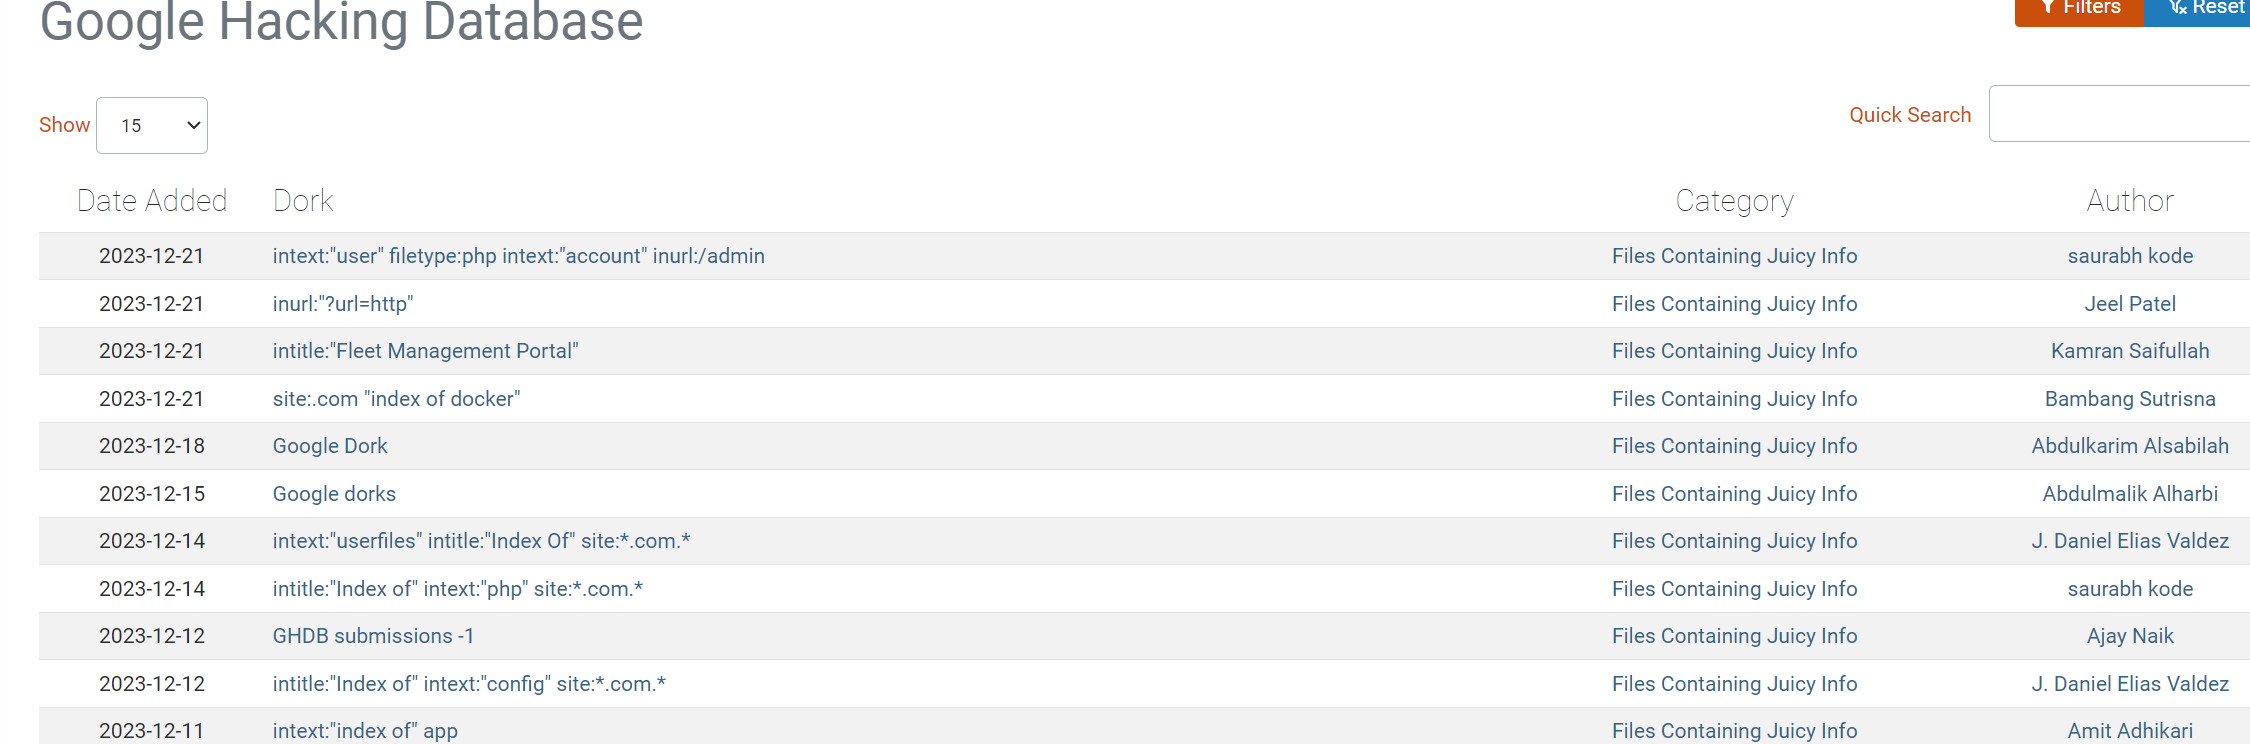 Google Hacking Database
Filters Reset
Show 15 Quick Search
Date Added Dork Category Author
2023-12-21 intext:"user" filetype:php intext:"account" inurl:/admin Files Containing Juicy Info saurabh kode
2023-12-21 inurl:"?url=http" Files Containing Juicy Info Jeel Patel
2023-12-21 intitle:"Fleet Management Portal" Files Containing Juicy Info Kamran Saifullah
2023-12-21 site:.com "index of docker" Files Containing Juicy Info Bambang Sutrisna
2023-12-18 Google Dork Files Containing Juicy Info Abdulkarim Alsabilah
2023-12-15 Google dorks Files Containing Juicy Info Abdulmalik Alharbi
2023-12-14 intext:"userfiles" intitle:"Index Of" site:*.com.* Files Containing Juicy Info J. Daniel Elias Valdez
2023-12-14 intitle:"Index of" intext:"php" site:*.com.* Files Containing Juicy Info saurabh kode
2023-12-12 GHDB submissions -1 Files Containing Juicy Info Ajay Naik
2023-12-12 intitle:"Index of" intext:"config" site:*.com.* Files Containing Juicy Info J. Daniel Elias Valdez
2023-12-11 intext:"index of" app Files Containing Juicy Info Amit Adhikari